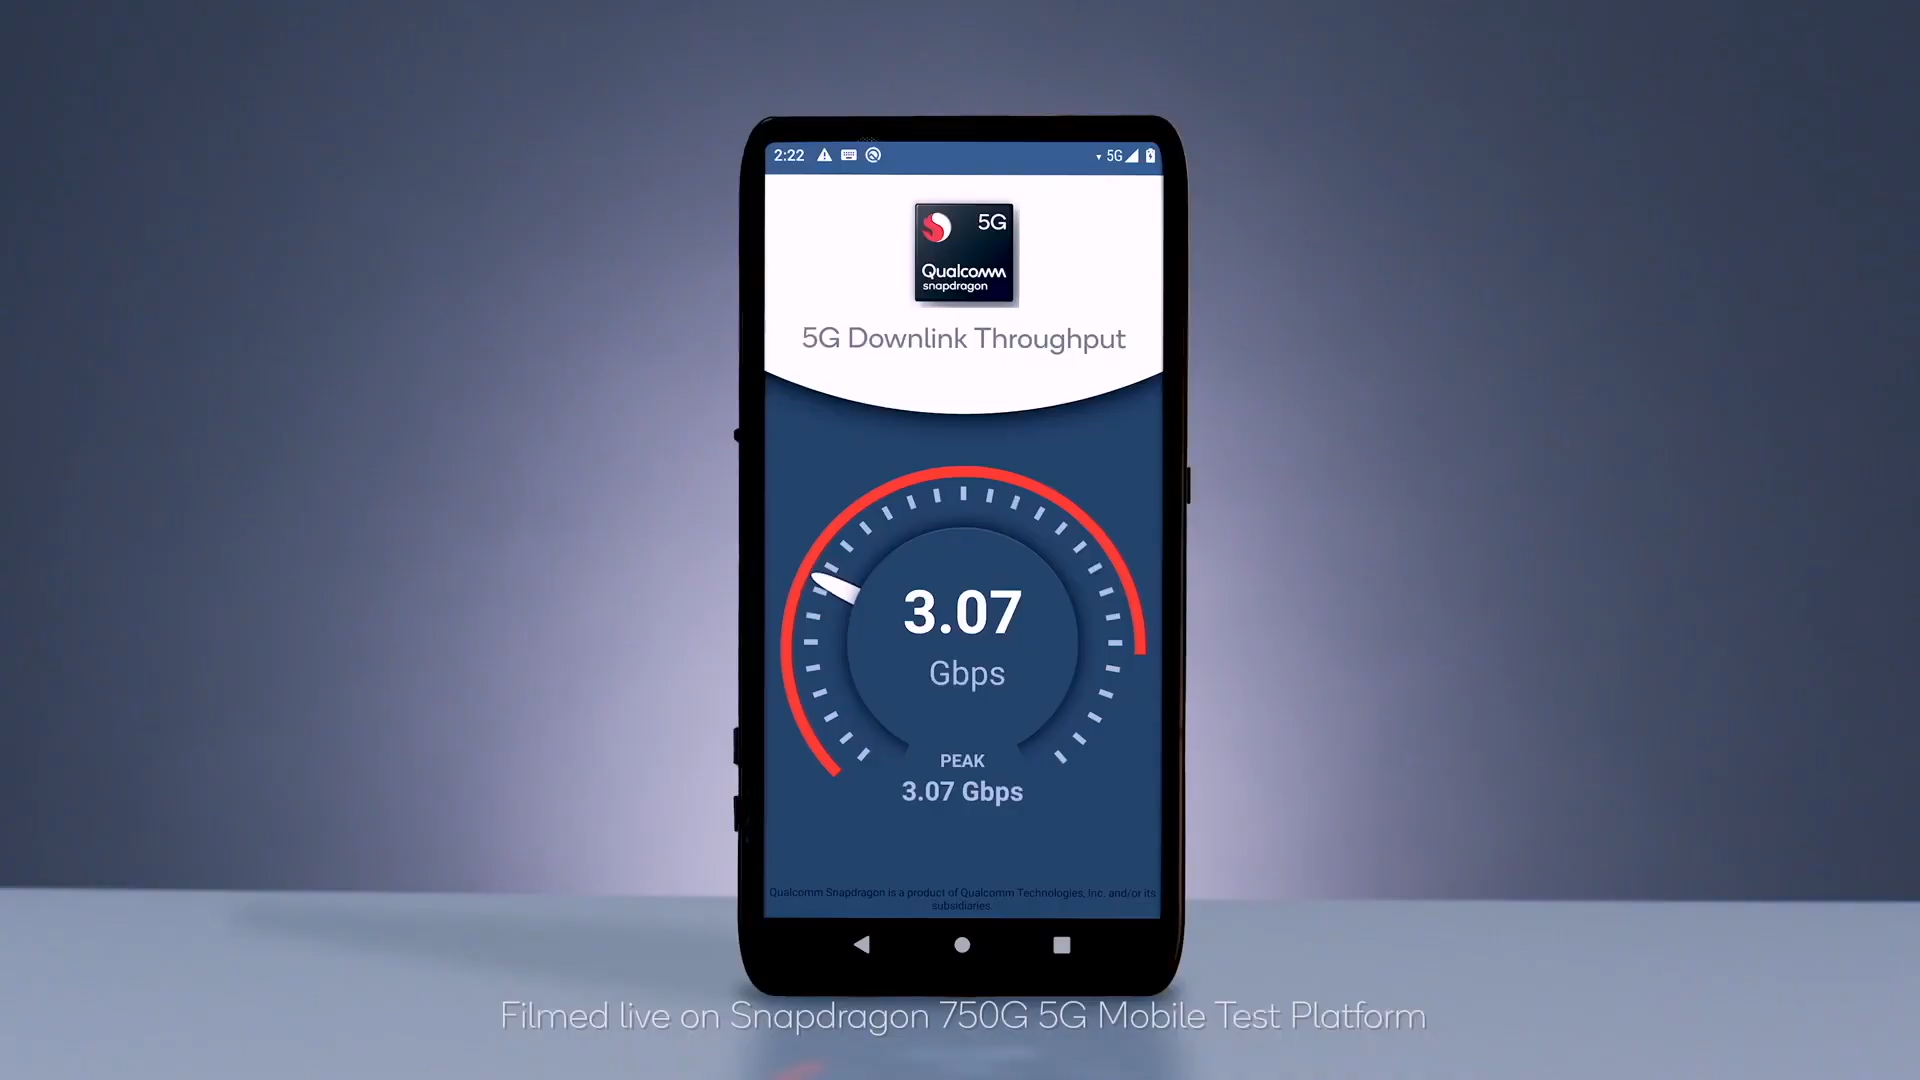 2:22
5G
5G
Qualcomm
snapdragon
5G Downlink Throughput
3.07
Gbps
PEAK
3.07 Gbps
Qualcomm Snapdragon is a product of Qualcomm Technologies, Inc. and/or its
subsidiaries.
Filmed live on Snapdragon 750G 5G Mobile Test Platform